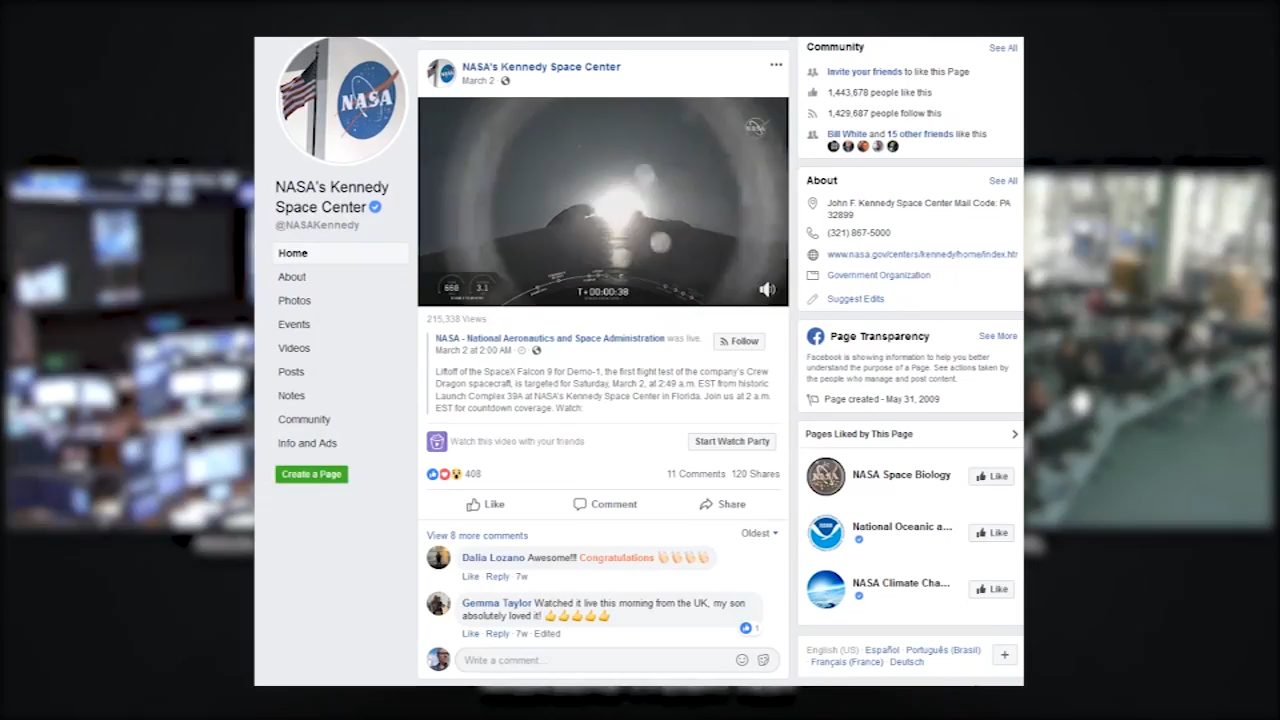 NASA
NASA's Kennedy
Space Center
@NASAKennedy
Home
About
Photos
Events
Videos
Posts
Notes
Community
Info and Ads
Create a Page
NASA's Kennedy Space Center
March 2
NASA
668
3.1
T+00:00:38
215,338 Views
NASA - National Aeronautics and Space Administration was live.
March 2 at 2:00 AM
Follow
Liftoff of the SpaceX Falcon 9 for Demo-1, the first flight test of the company's Crew
Dragon spacecraft, is targeted for Saturday, March 2, at 2:49 a.m. EST from historic
Launch Complex 39A at NASA's Kennedy Space Center in Florida. Join us at 2 a.m.
EST for countdown coverage. Watch:
Watch this video with your friends
Start Watch Party
408
11 Comments 120 Shares
Like
Comment
Share
View 8 more comments
Oldest
Dalia Lozano Awesome!!! Congratulations 👏👏👏👏
Like · Reply · 7w
Gemma Taylor Watched it live this morning from the UK, my son
absolutely loved it! 👍👍👍👍👍
1
Like · Reply · 7w · Edited
Write a comment...
Community
See All
Invite your friends to like this Page
1,443,678 people like this
1,429,687 people follow this
Bill White and 15 other friends like this
About
See All
John F. Kennedy Space Center Mail Code: PA
32899
(321) 867-5000
www.nasa.gov/centers/kennedy/home/index.htr
Government Organization
Suggest Edits
Page Transparency
See More
Facebook is showing information to help you better
understand the purpose of a Page. See actions taken by
the people who manage and post content.
Page created - May 31, 2009
Pages Liked by This Page
NASA Space Biology
Like
National Oceanic a...
Like
NASA Climate Cha...
Like
English (US) · Español · Português (Brasil)
· Français (France) · Deutsch